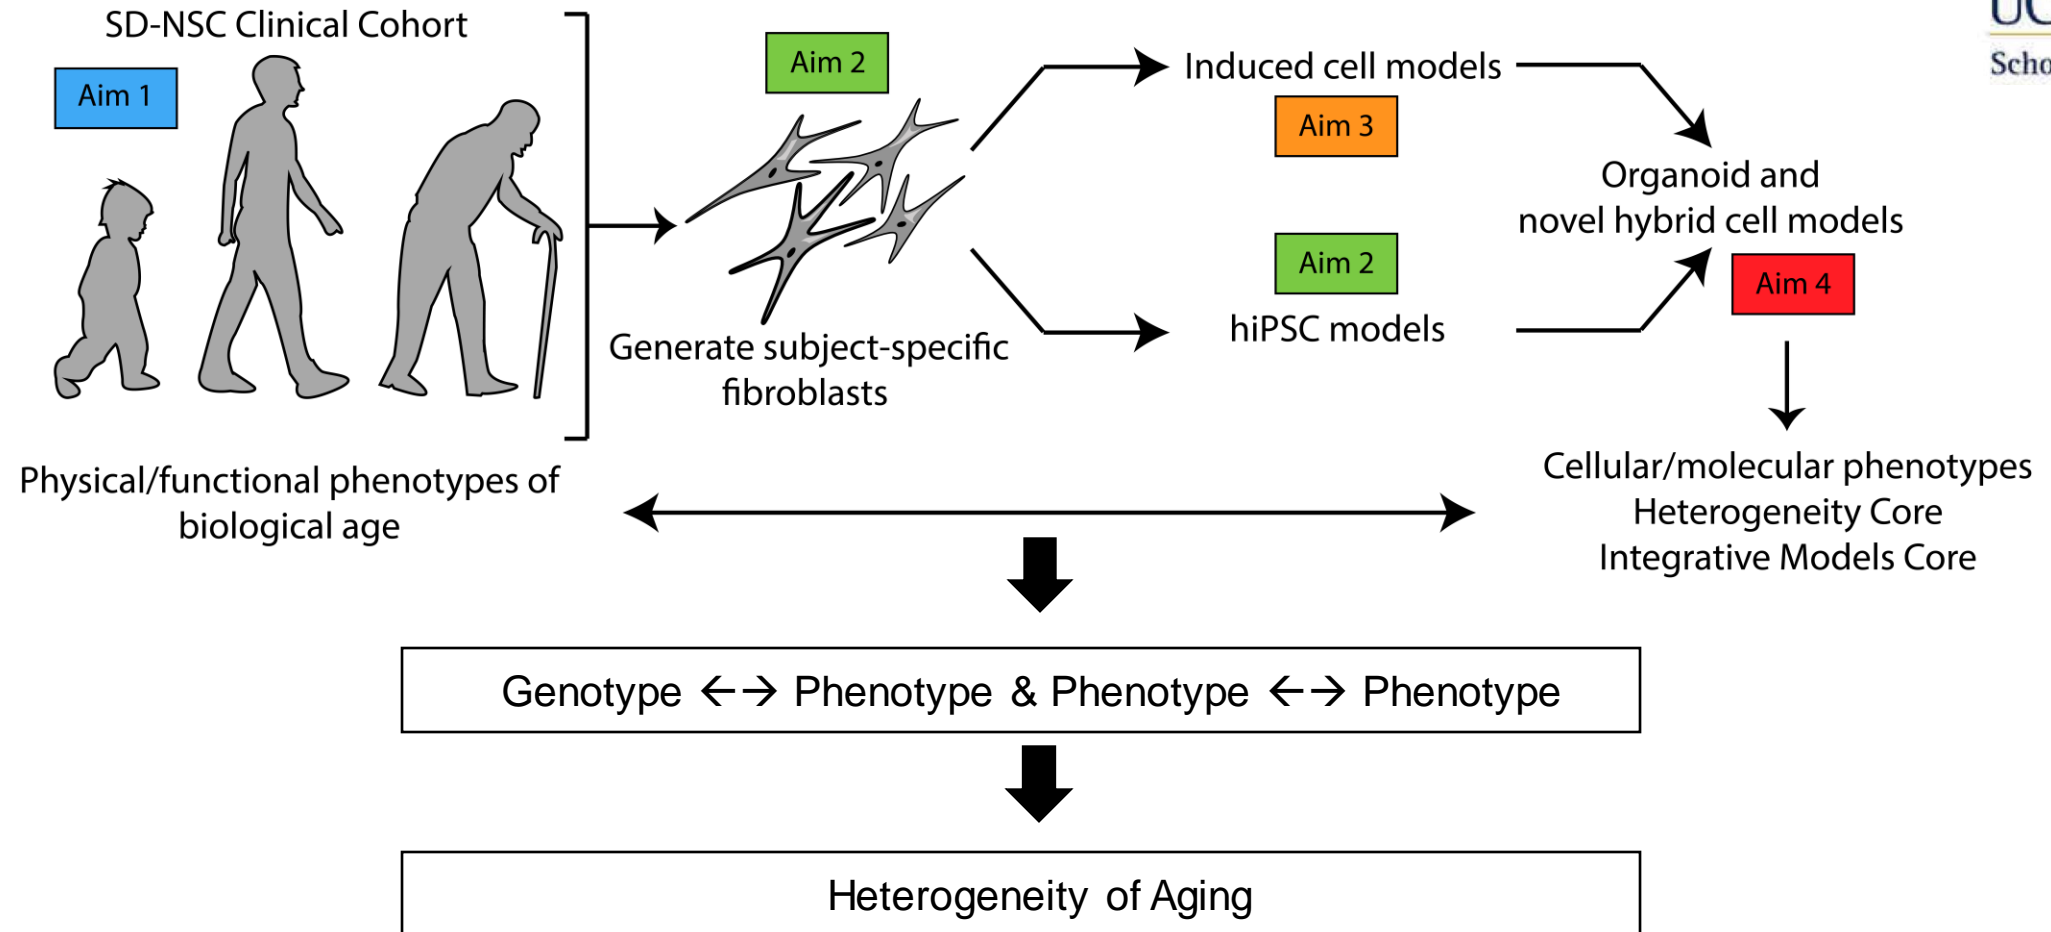 SD-NSC Clinical Cohort
Aim 1
Aim 2
Generate subject-specific
fibroblasts
Induced cell models
Aim 3
Aim 2
hiPSC models
Organoid and
novel hybrid cell models
Aim 4
Physical/functional phenotypes of
biological age
Cellular/molecular phenotypes
Heterogeneity Core
Integrative Models Core
Genotype ←→ Phenotype & Phenotype ←→ Phenotype
Heterogeneity of Aging